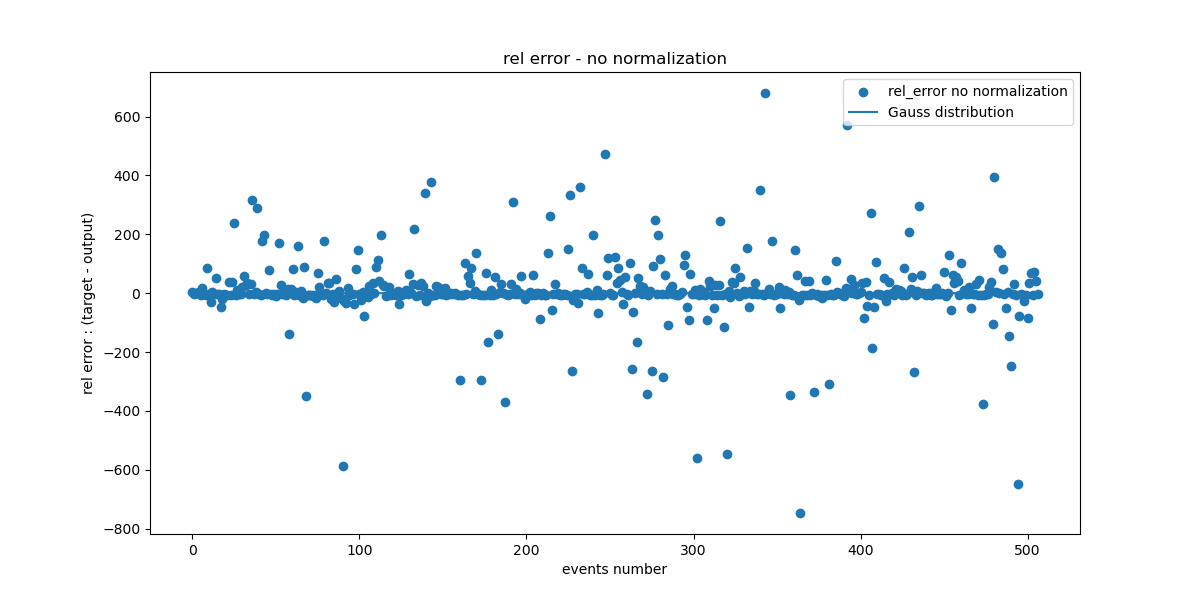 rel error - no normalization
rel_error no normalization
Gauss distribution
rel error : (target - output)
600
400
200
0
−200
−400
−600
−800
0
100
200
300
400
500
events number